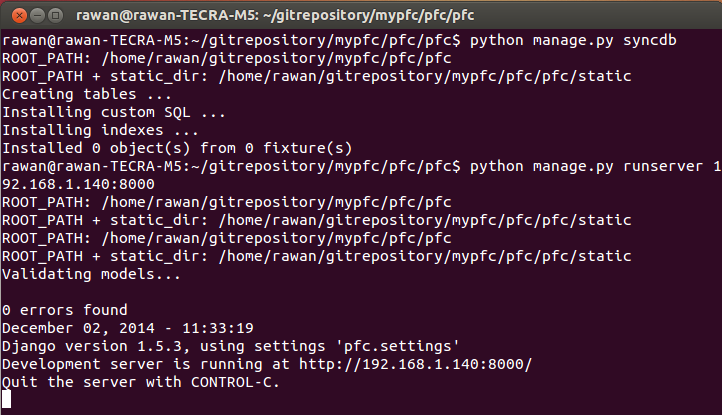 rawan@rawan-TECRA-M5: ~/gitrepository/mypfc/pfc/pfc
rawan@rawan-TECRA-M5:~/gitrepository/mypfc/pfc/pfc$ python manage.py syncdb
ROOT_PATH: /home/rawan/gitrepository/mypfc/pfc/pfc
ROOT_PATH + static_dir: /home/rawan/gitrepository/mypfc/pfc/pfc/static
Creating tables ...
Installing custom SQL ...
Installing indexes ...
Installed 0 object(s) from 0 fixture(s)
rawan@rawan-TECRA-M5:~/gitrepository/mypfc/pfc/pfc$ python manage.py runserver 1
92.168.1.140:8000
ROOT_PATH: /home/rawan/gitrepository/mypfc/pfc/pfc
ROOT_PATH + static_dir: /home/rawan/gitrepository/mypfc/pfc/pfc/static
ROOT_PATH: /home/rawan/gitrepository/mypfc/pfc/pfc
ROOT_PATH + static_dir: /home/rawan/gitrepository/mypfc/pfc/pfc/static
Validating models...
0 errors found
December 02, 2014 - 11:33:19
Django version 1.5.3, using settings 'pfc.settings'
Development server is running at http://192.168.1.140:8000/
Quit the server with CONTROL-C.